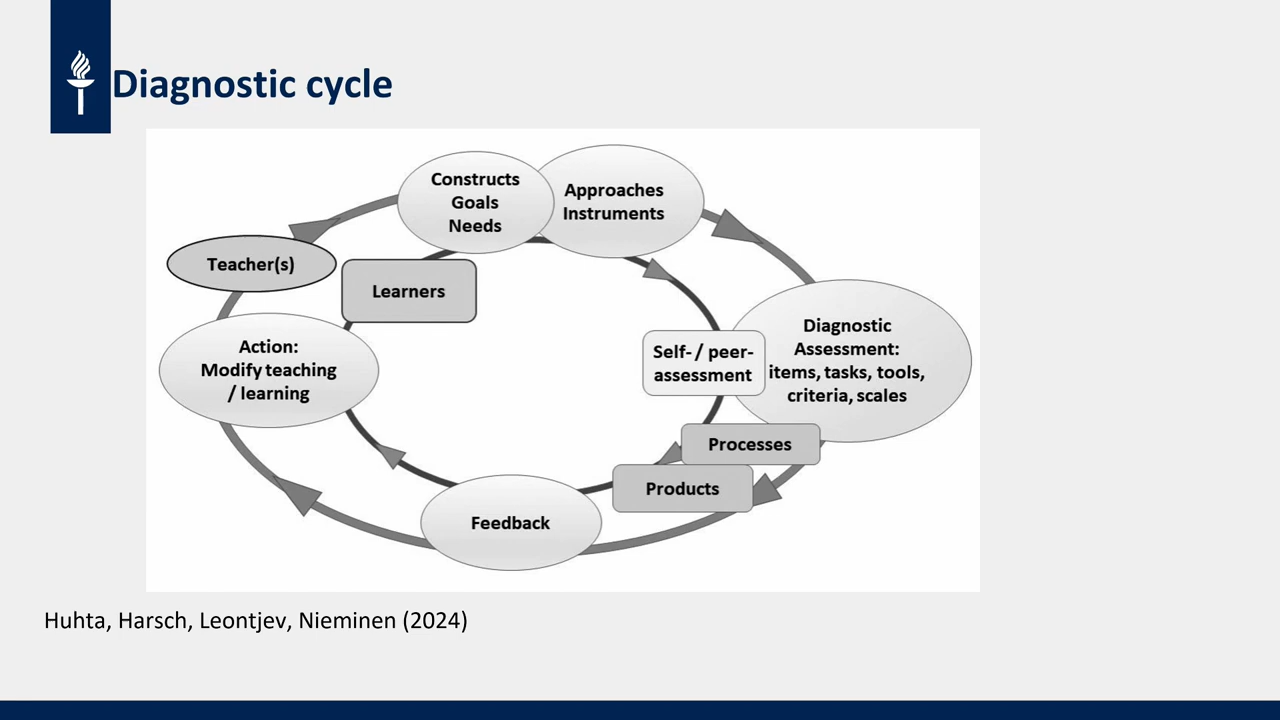 Diagnostic cycle
Constructs
Goals
Needs
Approaches
Instruments
Teacher(s)
Learners
Diagnostic
Assessment:
items, tasks, tools,
criteria, scales
Self- / peer-
assessment
Action:
Modify teaching
/ learning
Processes
Products
Feedback
Huhta, Harsch, Leontjev, Nieminen (2024)